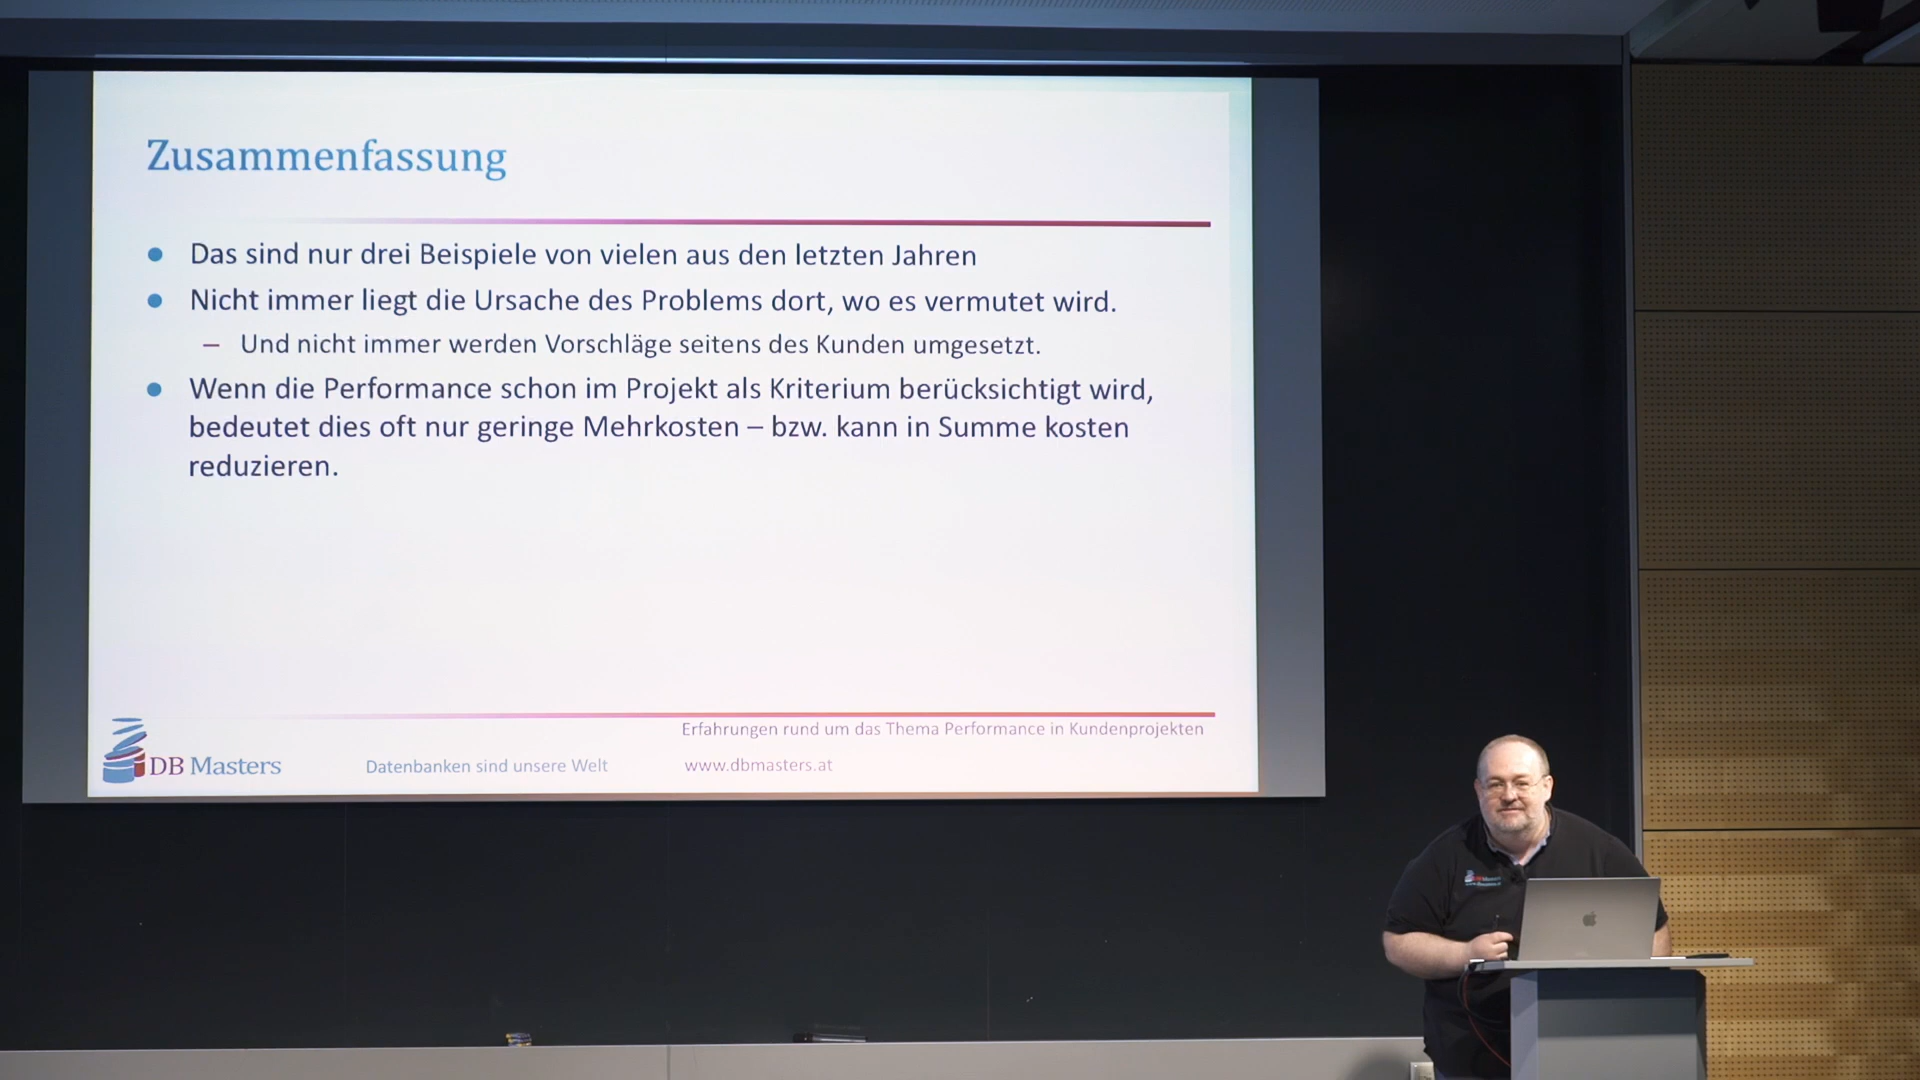 Zusammenfassung
Das sind nur drei Beispiele von vielen aus den letzten Jahren
Nicht immer liegt die Ursache des Problems dort, wo es vermutet wird.
– Und nicht immer werden Vorschläge seitens des Kunden umgesetzt.
Wenn die Performance schon im Projekt als Kriterium berücksichtigt wird,
bedeutet dies oft nur geringe Mehrkosten – bzw. kann in Summe kosten
reduzieren.
Erfahrungen rund um das Thema Performance in Kundenprojekten
DB Masters
Datenbanken sind unsere Welt
www.dbmasters.at